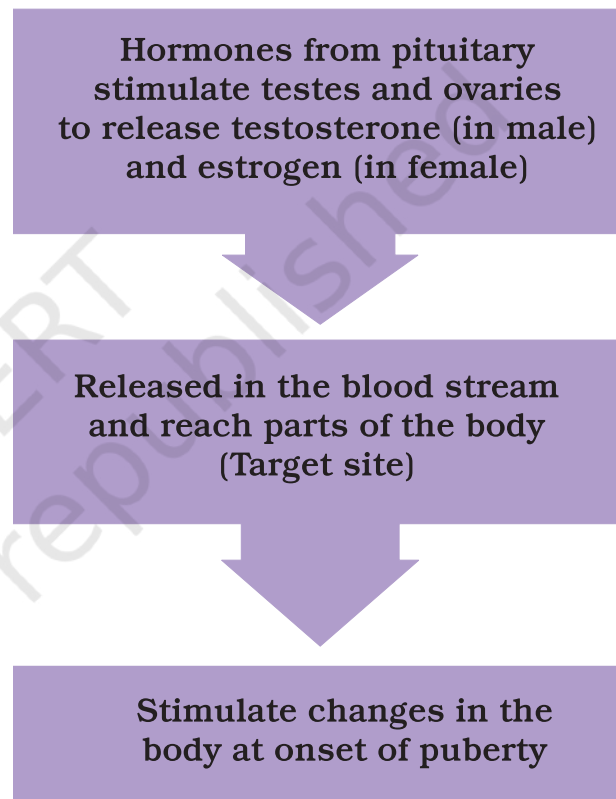 Hormones from pituitary
stimulate testes and ovaries
to release testosterone (in male)
and estrogen (in female)
Released in the blood stream
and reach parts of the body
(Target site)
Stimulate changes in the
body at onset of puberty
ERT
republished